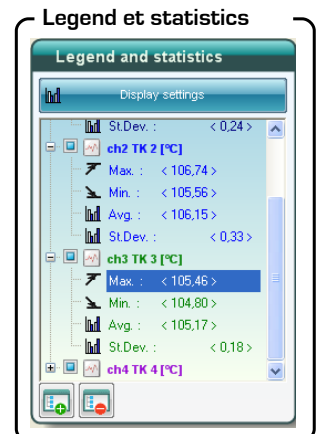 Legend et statistics
Legend and statistics
Display settings
St.Dev. : < 0,24 >
ch2 TK 2 [ºC]
Max. : < 106,74 >
Min. : < 105,56 >
Avg. : < 106,15 >
St.Dev. : < 0,33 >
ch3 TK 3 [ºC]
Max. : < 105,46 >
Min. : < 104,80 >
Avg. : < 105,17 >
St.Dev. : < 0,18 >
ch4 TK 4 [ºC]